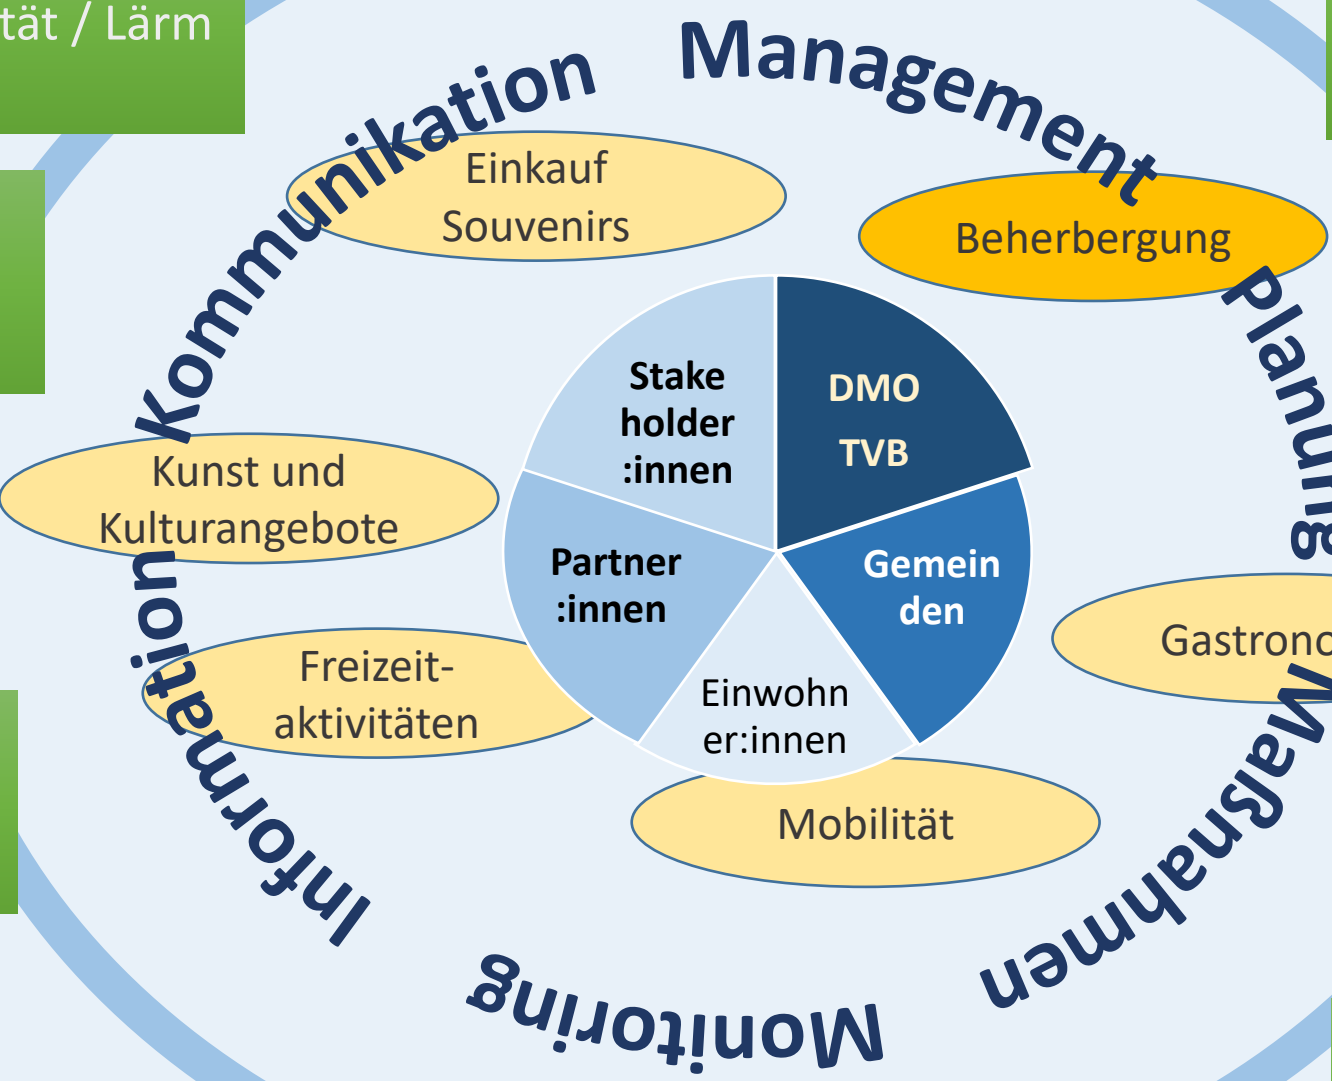 tät / Lärm
Management
Kommunikation
Einkauf
Souvenirs
Beherbergung
Planung
Stake
holder
:innen
DMO
TVB
Kunst und
Kulturangebote
Partner
:innen
Gemein
den
Information
Freizeit-
aktivitäten
Einwohn
er:innen
Gastrono
Maßnahmen
Mobilität
Monitoring